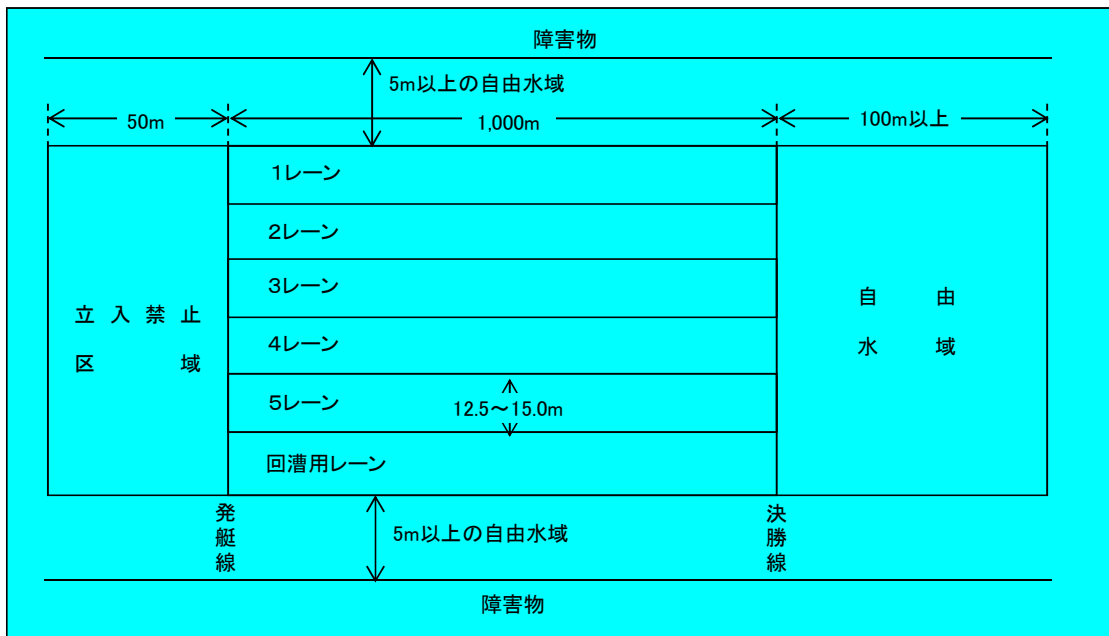 障害物
5m以上の自由水域
50m
1,000m
100m以上
1レーン
2レーン
3レーン
4レーン
5レーン
12.5～15.0m
回漕用レーン
立入禁止
区域
自由
水域
発艇線
決勝線
5m以上の自由水域
障害物